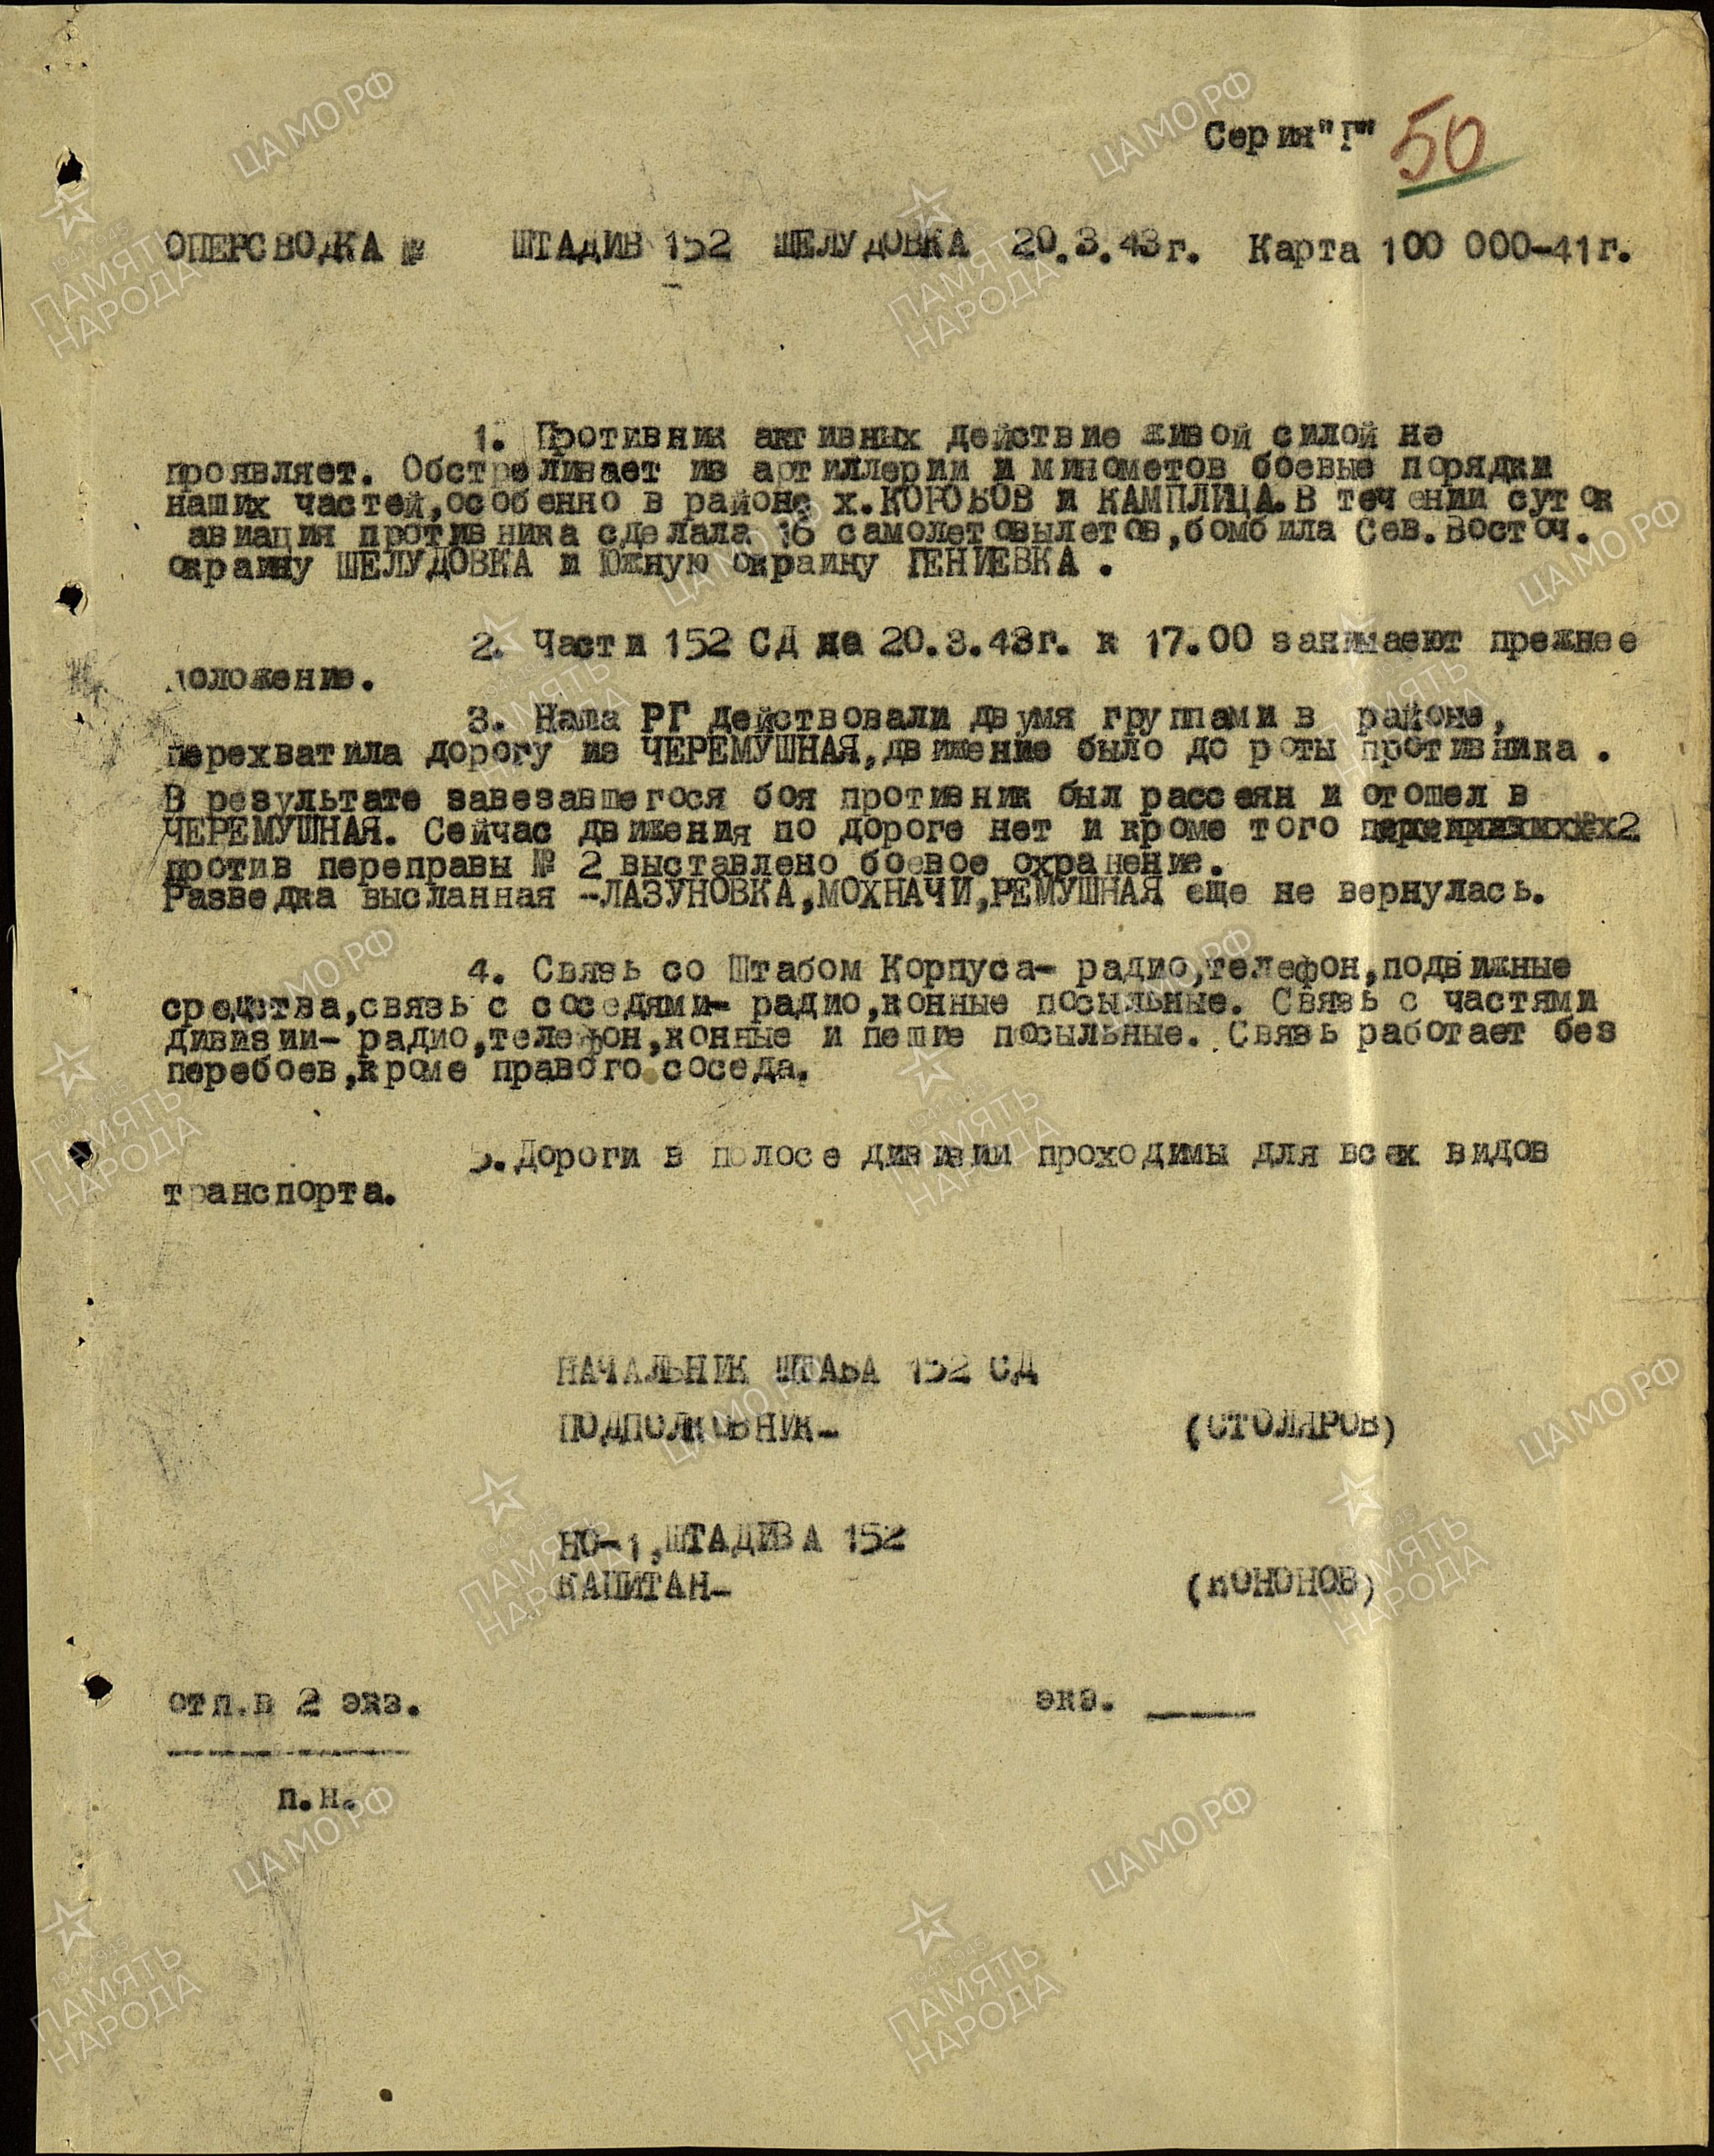 Серия "Г" 50
ОПЕРСВОДКА № ШТАДИВ 152 ШЕЛУДОВКА 20.3.43г. Карта 100 000-41г.
1. Противник активных действие живой силой не
проявляет. Обстреливает из артиллерии и минометов боевые порядки
наших частей,особенно в районе х.КОРОБОВ и КАМПЛИЦА.В течении суток
авиация противника сделала 16 самолетовылетов,бомбила Сев.Восточ.
окраину ШЕЛУДОВКА и Южную окраину ГЕНИЕВКА .
2. Части 152 СД на 20.3.43г. к 17.00 занимаеют прежнее
положение.
3. Наша РГ действовали двумя группами в районе,
перехватила дорогу из ЧЕРЕМУШНАЯ,движение было до роты противника .
В результате завезавшегося боя противник был рассеян и отошел в
ЧЕРЕМУШНАЯ. Сейчас движения по дороге нет и кроме того
против переправы № 2 выставлено боевое охранение.
Разведка высланная -ЛАЗУНОВКА,МОХНАЧИ,РЕМУШНАЯ еще не вернулась.
4. Связь со Штабом Корпуса- радио,телефон,подвижные
средства,связь с соседями- радио,конные посыльные. Связь с частями
дивизии- радио,телефон,конные и пешие посыльные. Связь работает без
перебоев,кроме правого соседа.
5.Дороги в полосе дивизии проходимы для всех видов
транспорта.
НАЧАЛЬНИК ШТАБА 152 СД
ПОДПОЛКОВНИК- (СТОЛЯРОВ)
НО-1,ШТАДИВА 152
КАПИТАН- (КОНОНОВ)
отп.в 2 экз. экз. ____
п.н.